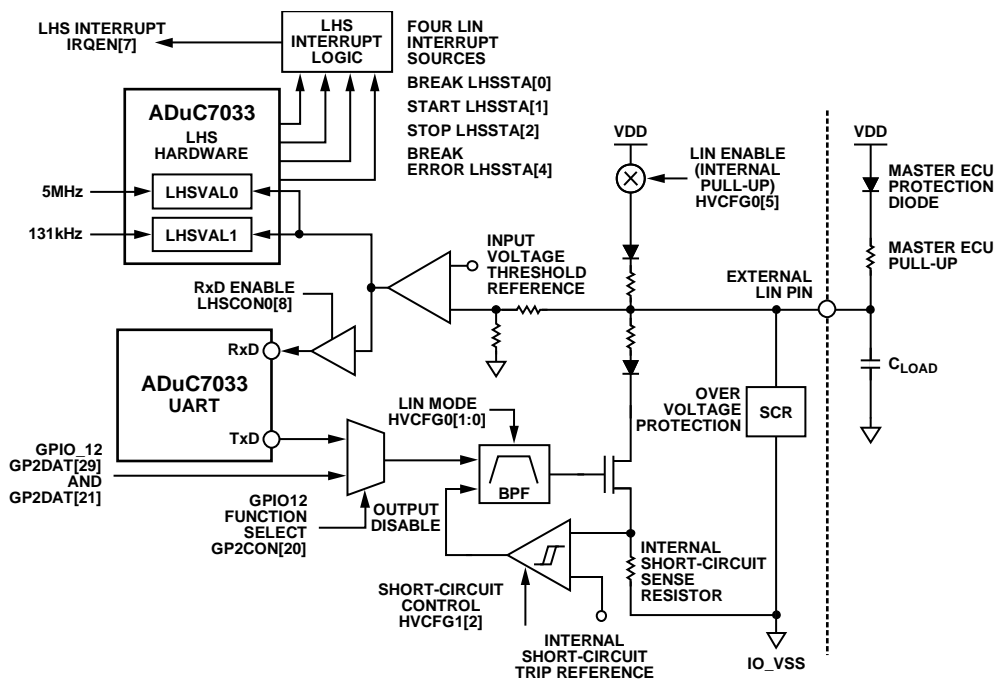 LHS INTERRUPT
IRQEN[7]
LHS
INTERRUPT
LOGIC
FOUR LIN
INTERRUPT
SOURCES
BREAK LHSSTA[0]
START LHSSTA[1]
STOP LHSSTA[2]
BREAK
ERROR LHSSTA[4]
ADuC7033
LHS
HARDWARE
5MHz
LHSVAL0
131kHz
LHSVAL1
VDD
LIN ENABLE
(INTERNAL
PULL-UP)
HVCFG0[5]
VDD
MASTER ECU
PROTECTION
DIODE
MASTER ECU
PULL-UP
INPUT
VOLTAGE
THRESHOLD
REFERENCE
EXTERNAL
LIN PIN
RxD ENABLE
LHSCON0[8]
RxD
ADuC7033
UART
TxD
CLOAD
OVER
VOLTAGE
PROTECTION
SCR
LIN MODE
HVCFG0[1:0]
BPF
GPIO_12
GP2DAT[29]
AND
GP2DAT[21]
GPIO12
FUNCTION
SELECT
GP2CON[20]
OUTPUT
DISABLE
SHORT-CIRCUIT
CONTROL
HVCFG1[2]
INTERNAL
SHORT-CIRCUIT
SENSE
RESISTOR
INTERNAL
SHORT-CIRCUIT
TRIP REFERENCE
IO_VSS